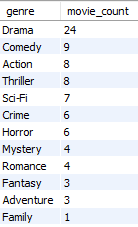 genre movie_count
Drama 24
Comedy 9
Action 8
Thriller 8
Sci-Fi 7
Crime 6
Horror 6
Mystery 4
Romance 4
Fantasy 3
Adventure 3
Family 1